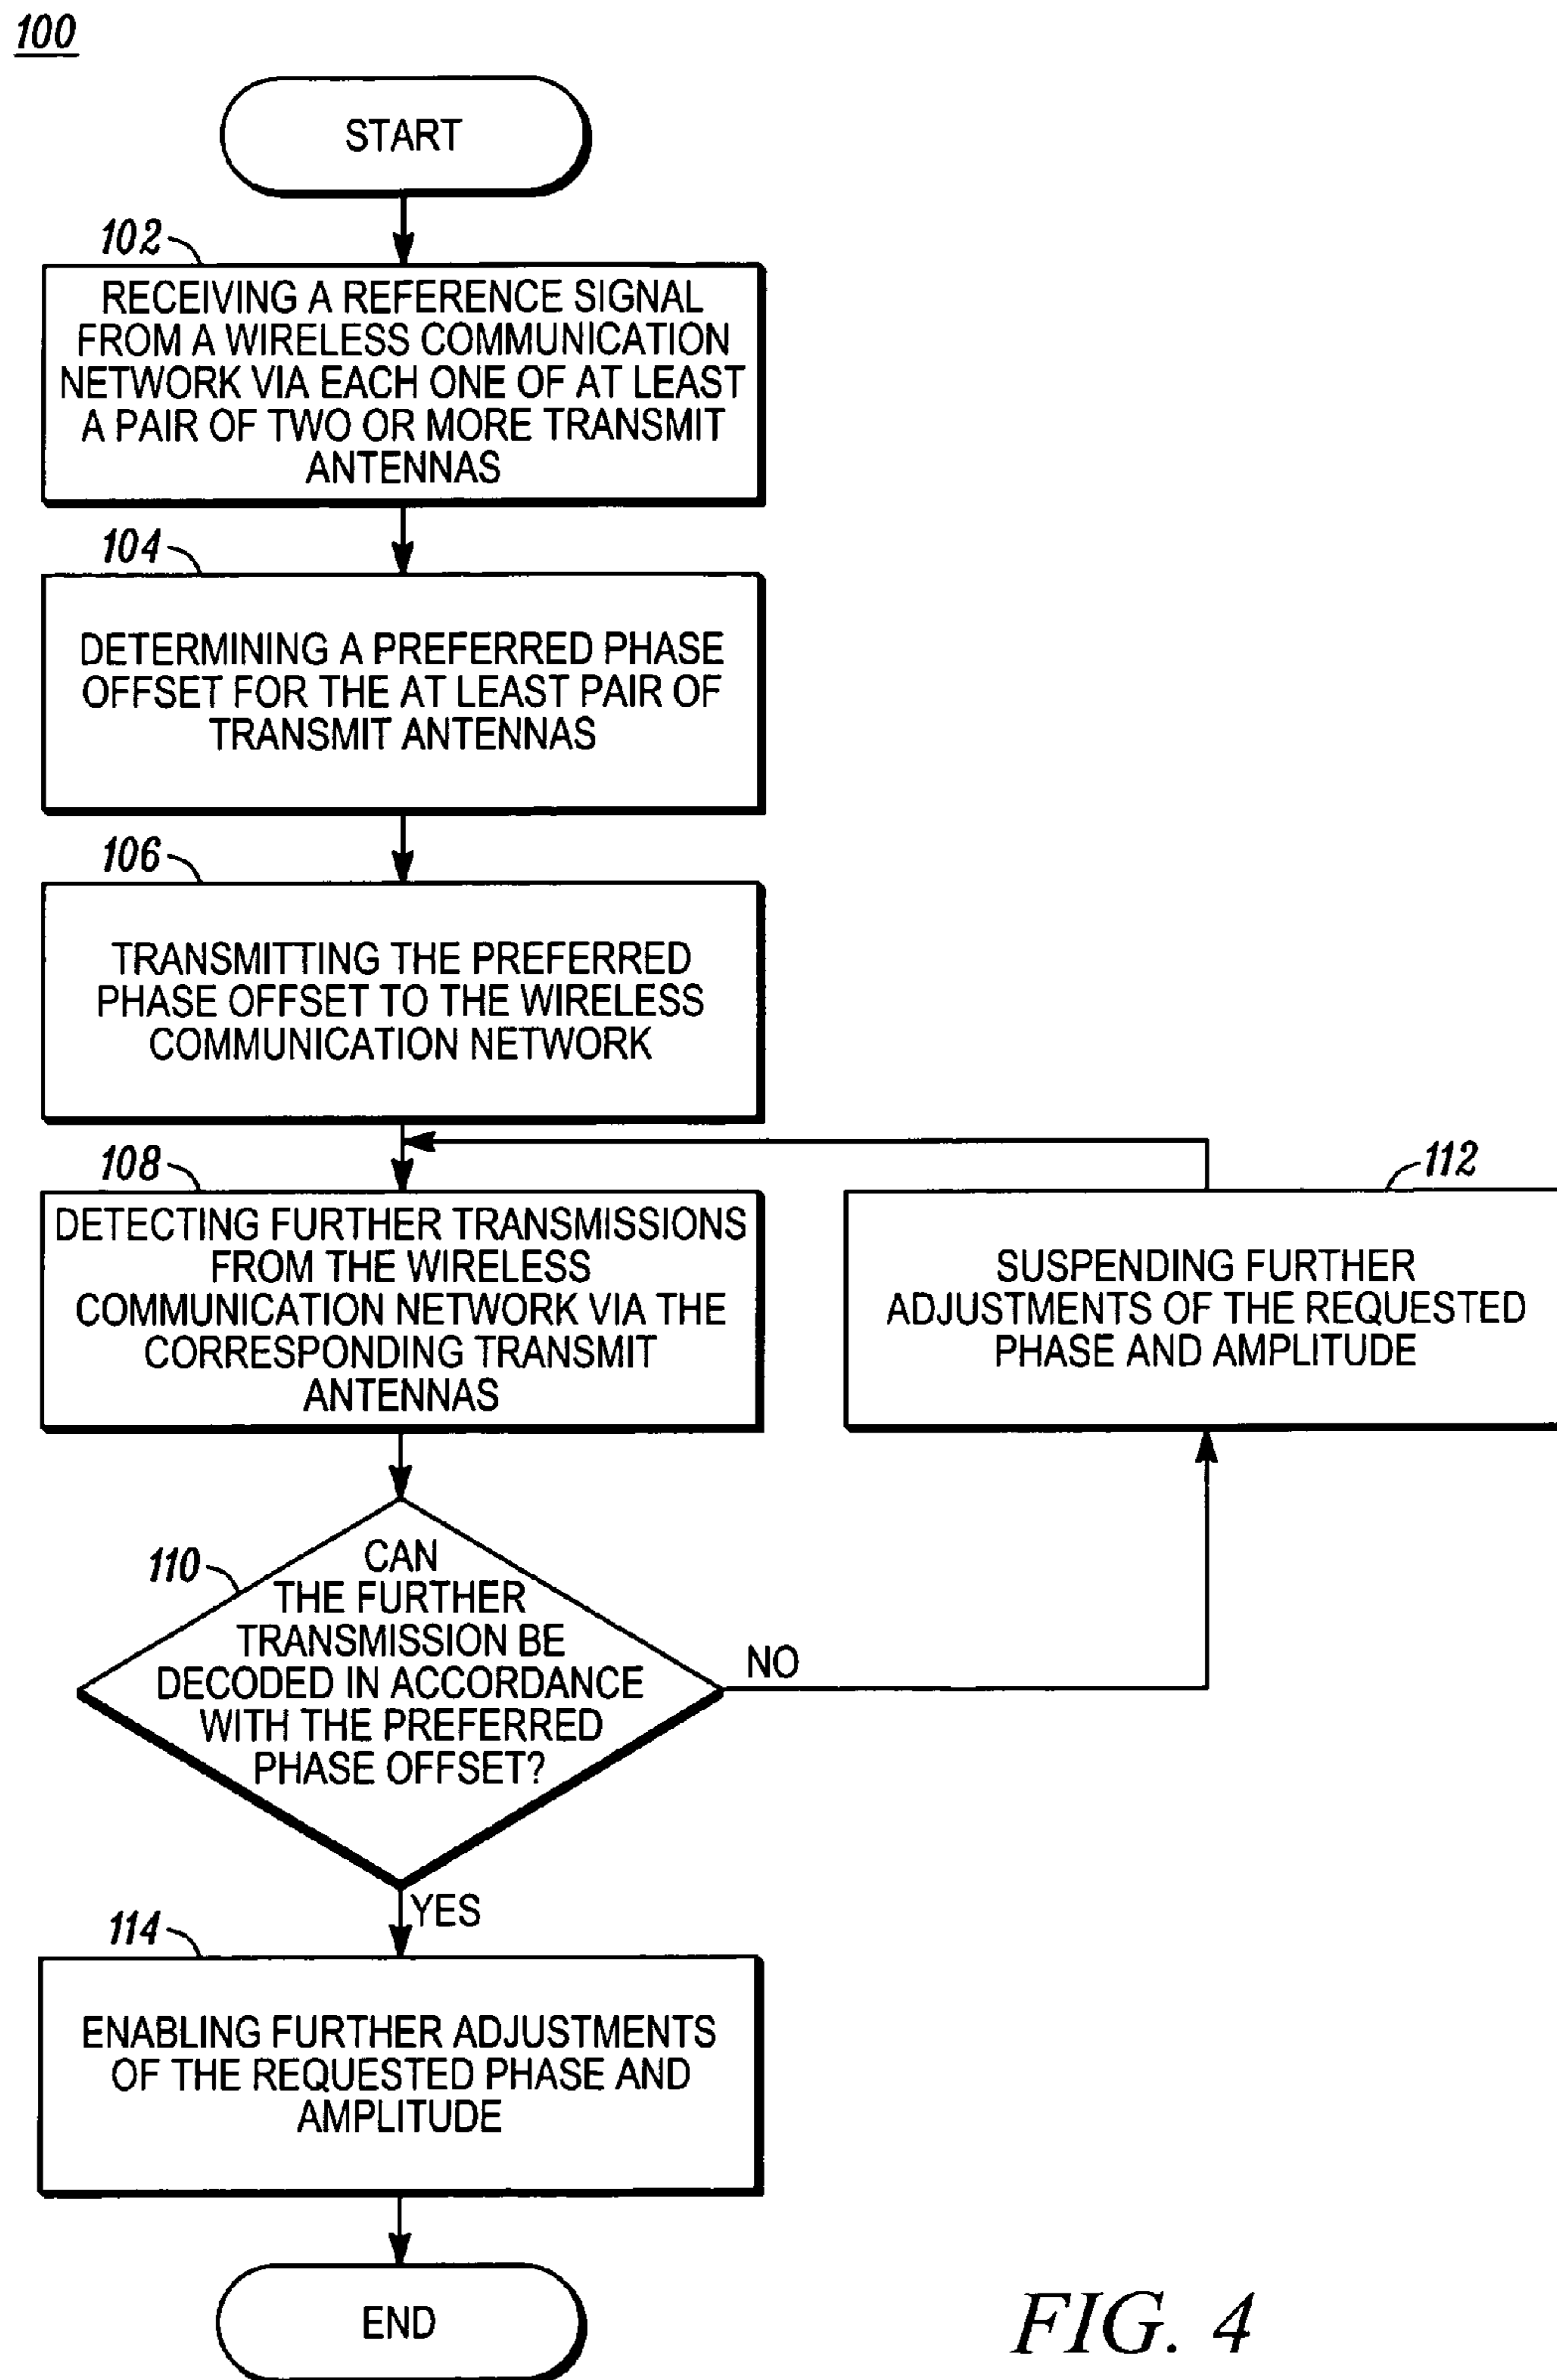 100
START
102
RECEIVING A REFERENCE SIGNAL
FROM A WIRELESS COMMUNICATION
NETWORK VIA EACH ONE OF AT LEAST
A PAIR OF TWO OR MORE TRANSMIT
ANTENNAS
104
DETERMINING A PREFERRED PHASE
OFFSET FOR THE AT LEAST PAIR OF
TRANSMIT ANTENNAS
106
TRANSMITTING THE PREFERRED
PHASE OFFSET TO THE WIRELESS
COMMUNICATION NETWORK
108
DETECTING FURTHER TRANSMISSIONS
FROM THE WIRELESS
COMMUNICATION NETWORK VIA THE
CORRESPONDING TRANSMIT
ANTENNAS
112
SUSPENDING FURTHER
ADJUSTMENTS OF THE REQUESTED
PHASE AND AMPLITUDE
110
CAN
THE FURTHER
TRANSMISSION BE
DECODED IN ACCORDANCE
WITH THE PREFERRED
PHASE OFFSET?
NO
YES
114
ENABLING FURTHER ADJUSTMENTS
OF THE REQUESTED PHASE AND
AMPLITUDE
END
FIG. 4